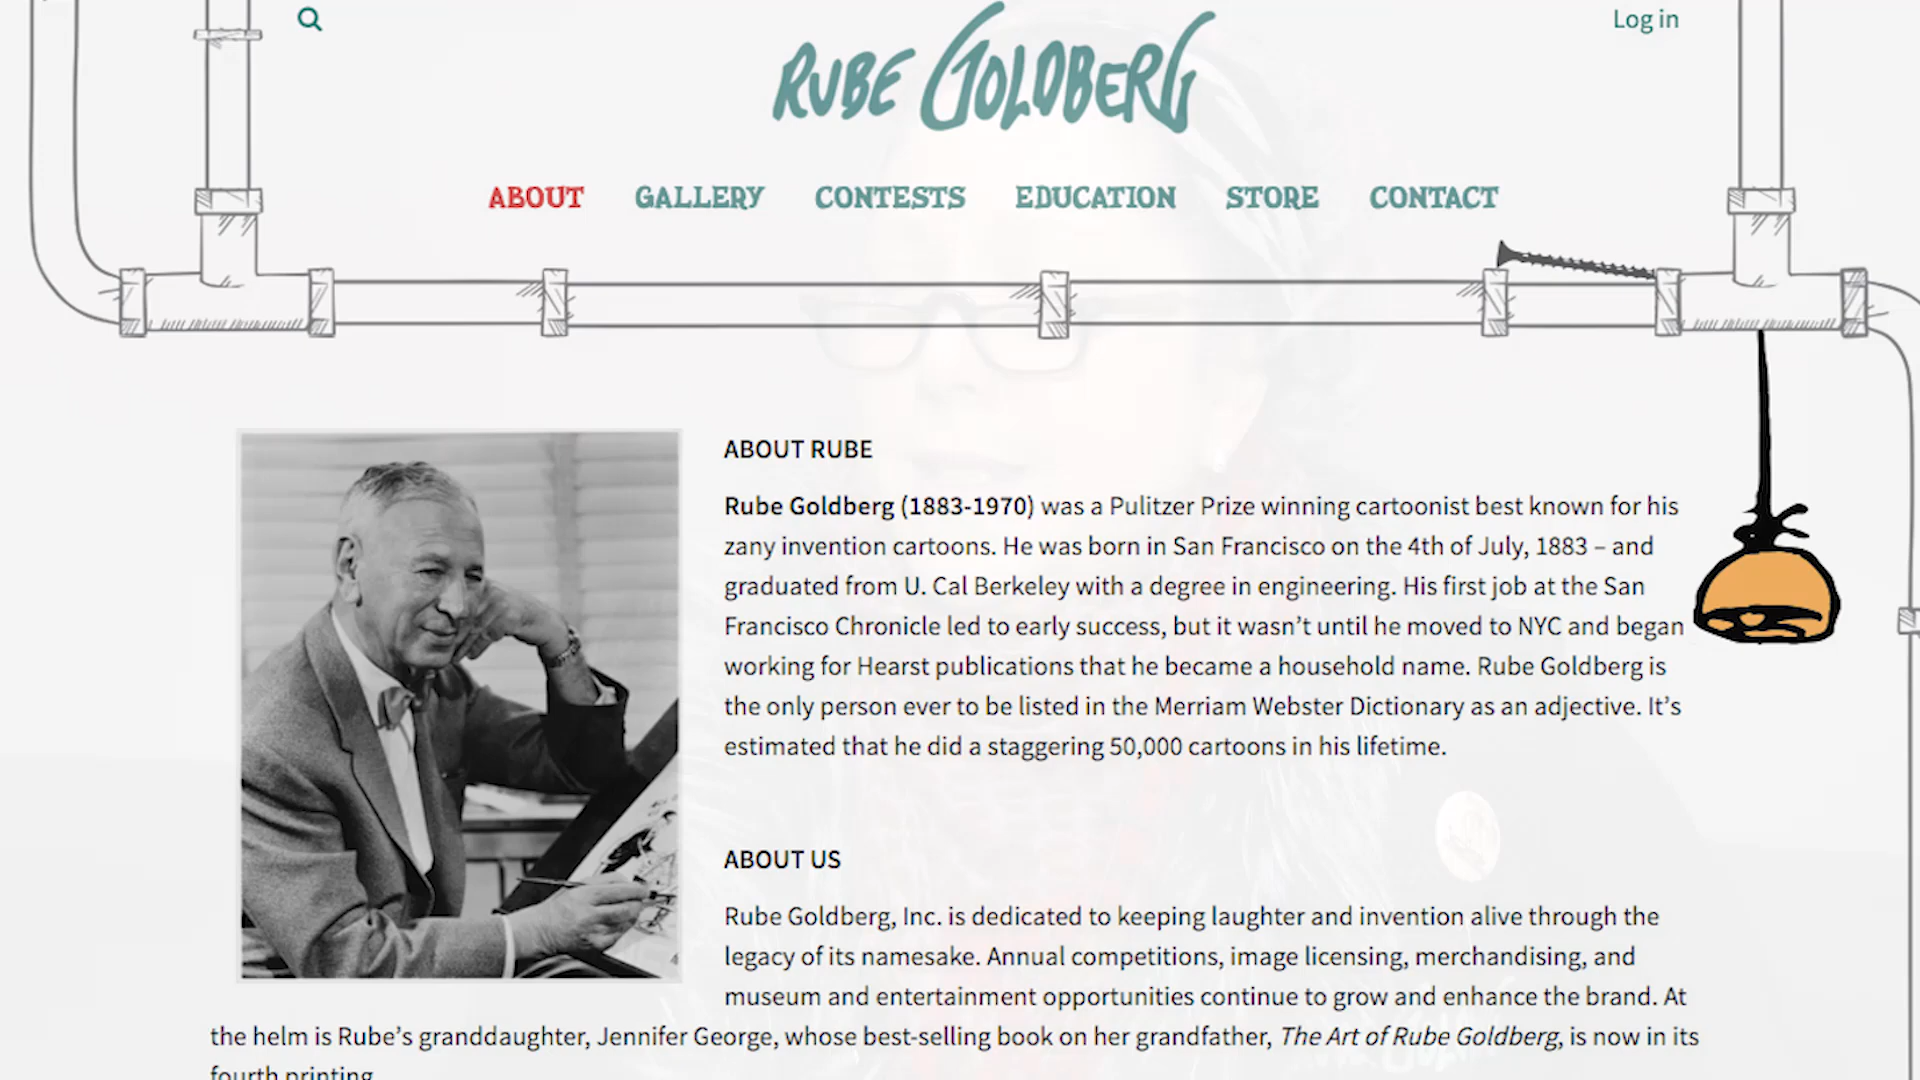 Log in
RUBE GOLDBERG
ABOUT GALLERY CONTESTS EDUCATION STORE CONTACT
ABOUT RUBE
Rube Goldberg (1883-1970) was a Pulitzer Prize winning cartoonist best known for his
zany invention cartoons. He was born in San Francisco on the 4th of July, 1883 – and
graduated from U. Cal Berkeley with a degree in engineering. His first job at the San
Francisco Chronicle led to early success, but it wasn’t until he moved to NYC and began
working for Hearst publications that he became a household name. Rube Goldberg is
the only person ever to be listed in the Merriam Webster Dictionary as an adjective. It’s
estimated that he did a staggering 50,000 cartoons in his lifetime.
ABOUT US
Rube Goldberg, Inc. is dedicated to keeping laughter and invention alive through the
legacy of its namesake. Annual competitions, image licensing, merchandising, and
museum and entertainment opportunities continue to grow and enhance the brand. At
the helm is Rube’s granddaughter, Jennifer George, whose best-selling book on her grandfather, The Art of Rube Goldberg, is now in its
fourth printing.